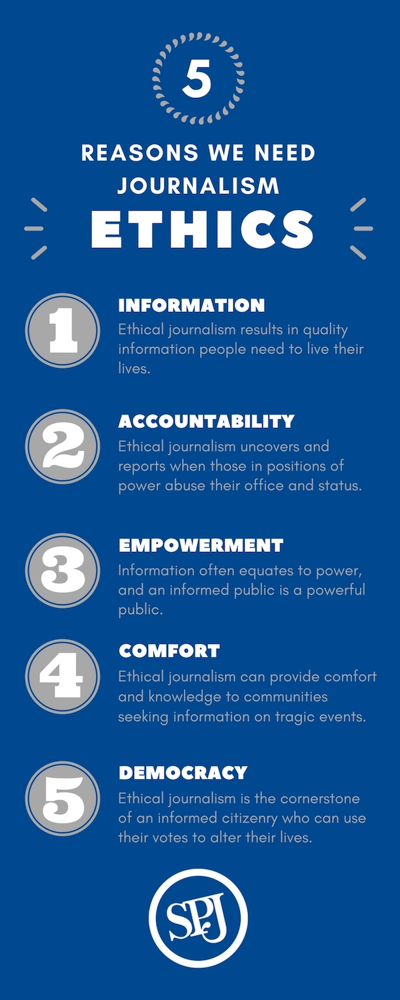 5
REASONS WE NEED
JOURNALISM
ETHICS
1
INFORMATION
Ethical journalism results in quality
information people need to live their
lives.
2
ACCOUNTABILITY
Ethical journalism uncovers and
reports when those in positions of
power abuse their office and status.
3
EMPOWERMENT
Information often equates to power,
and an informed public is a powerful
public.
4
COMFORT
Ethical journalism can provide comfort
and knowledge to communities
seeking information on tragic events.
5
DEMOCRACY
Ethical journalism is the cornerstone
of an informed citizenry who can use
their votes to alter their lives.
SPJ